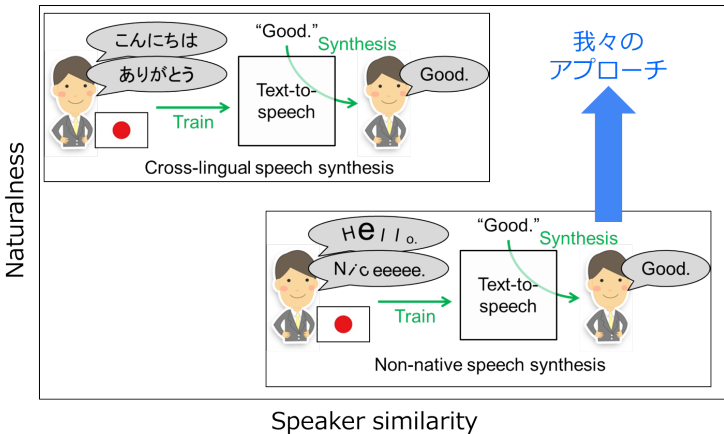 Naturalness
こんにちは
ありがとう
Train
“Good.”
Synthesis
Text-to-
speech
Good.
Cross-lingual speech synthesis
我々の
アプローチ
Hello.
Niceeeeee.
Train
“Good.”
Synthesis
Text-to-
speech
Good.
Non-native speech synthesis
Speaker similarity